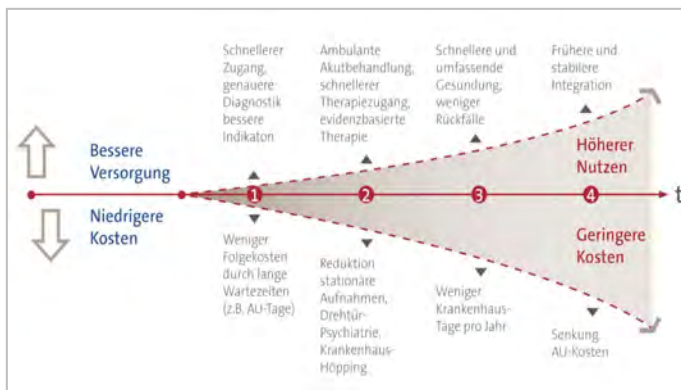 Schnellerer
Zugang,
genauere
Diagnostik
bessere
Indikaton
Ambulante
Akutbehandlung,
schnellerer
Therapiezugang,
evidenzbasierte
Therapie
Schnellere und
umfassende
Gesundung,
weniger
Rückfälle
Frühere und
stabilere
Integration
Bessere
Versorgung
Höherer
Nutzen
1
2
3
4
t
Niedrigere
Kosten
Geringere
Kosten
Weniger
Folgekosten
durch lange
Wartezeiten
(z.B. AU-Tage)
Reduktion
stationäre
Aufnahmen,
Drehtür-
Psychiatrie,
Krankenhaus-
Höpping
Weniger
Krankenhaus-
Tage pro Jahr
Senkung
AU-Kosten